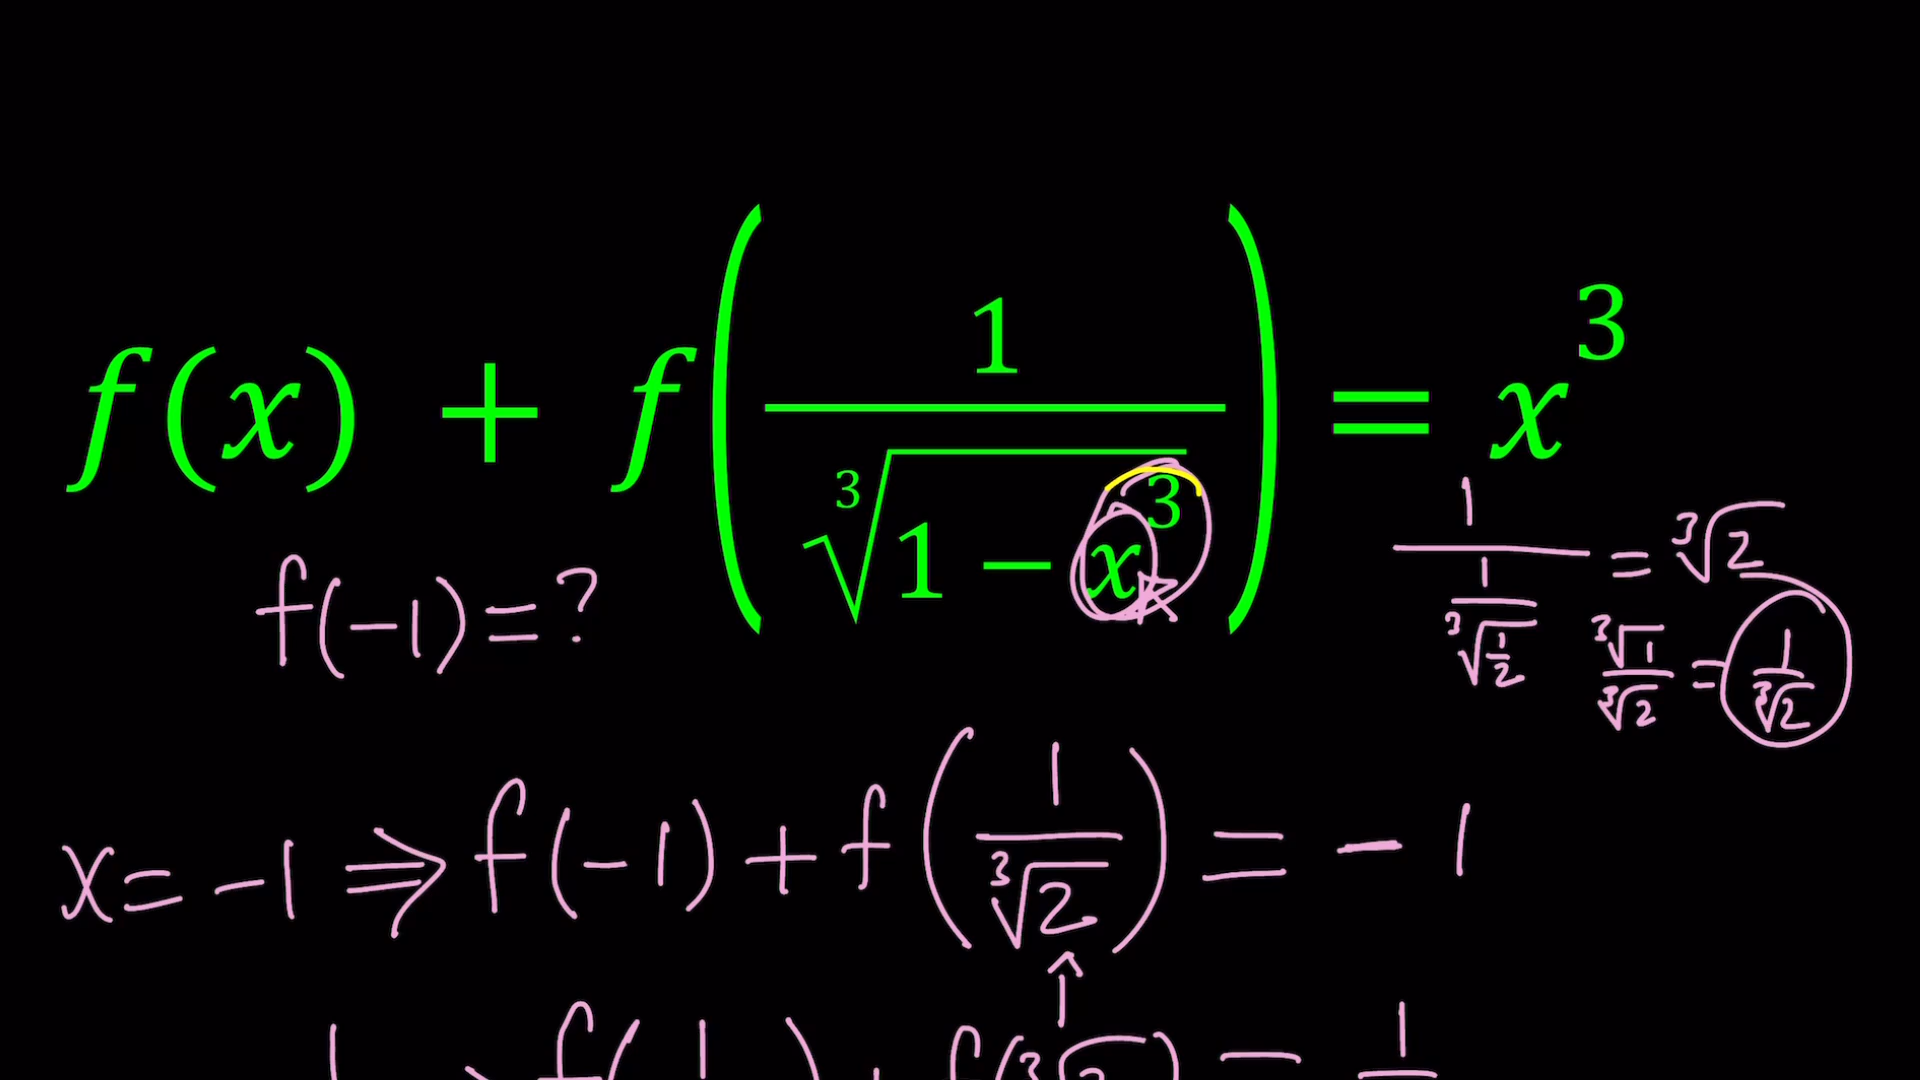 f(x) + f(1/∛(1 − x³)) = x³
f(-1) = ?
1/(1/∛(1/2)) = ∛2
∛1/∛2 = 1/∛2
x = -1 ⇒ f(-1) + f(1/∛2) = -1